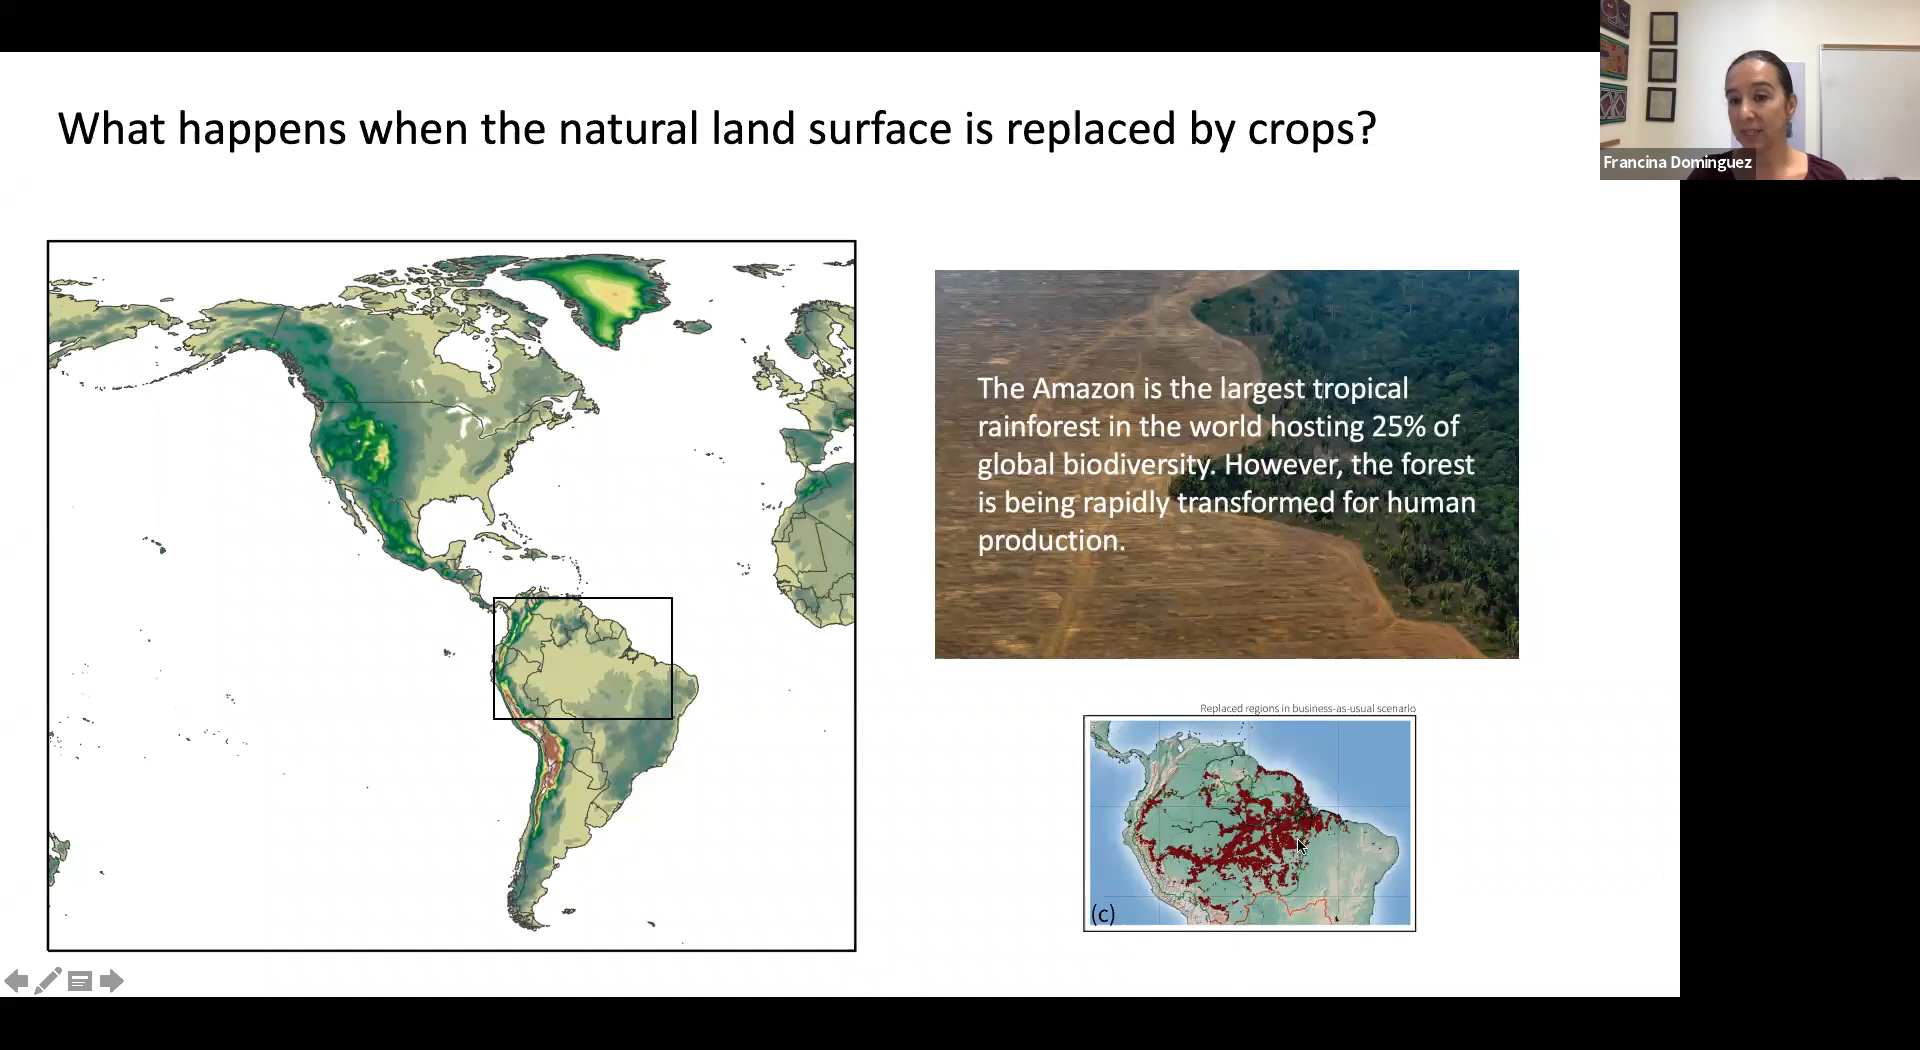 What happens when the natural land surface is replaced by crops?
Francina Dominguez
The Amazon is the largest tropical
rainforest in the world hosting 25% of
global biodiversity. However, the forest
is being rapidly transformed for human
production.
Replaced regions in business-as-usual scenario
(c)